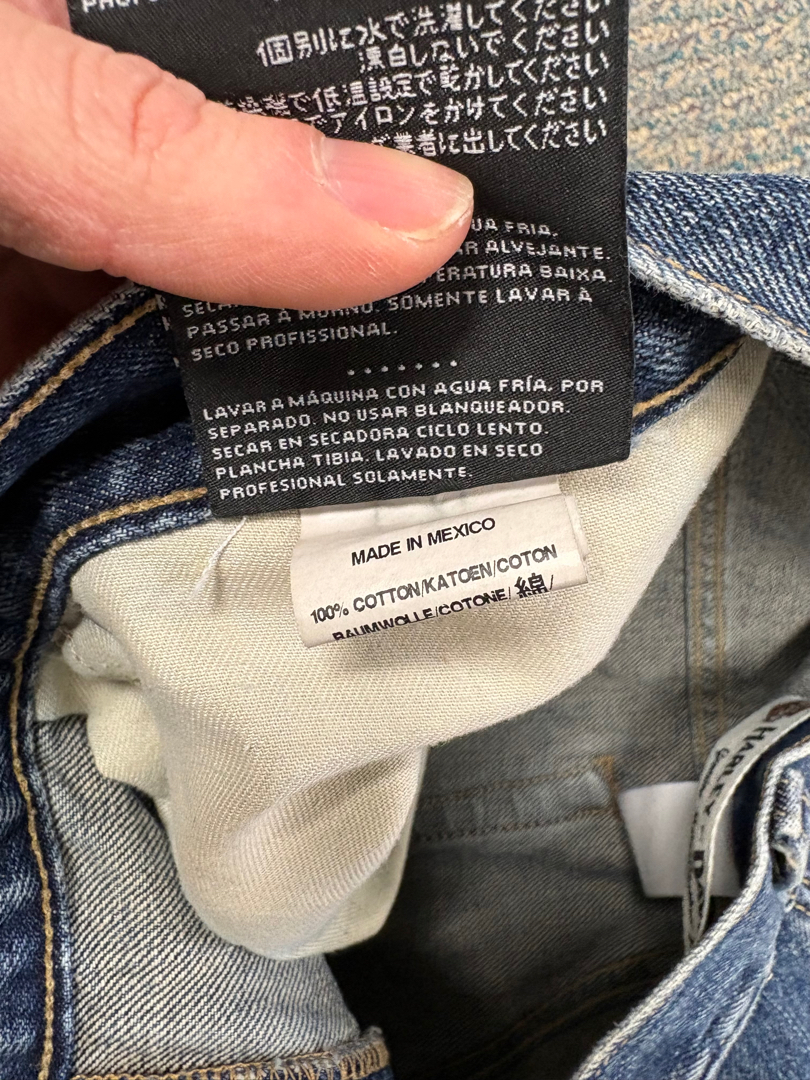 個別に水で洗濯してください
漂白しないでください
で低温設定で乾かしてください
でアイロンをかけてください
業者に出してください
UA FRIA.
AR ALVEJANTE.
PERATURA BAIXA.
PASSAR A MORNO. SOMENTE LAVAR À
SECO PROFISSIONAL.
.......
LAVAR A MÁQUINA CON AGUA FRÍA, POR
SEPARADO. NO USAR BLANQUEADOR.
SECAR EN SECADORA CICLO LENTO.
PLANCHA TIBIA. LAVADO EN SECO
PROFESIONAL SOLAMENTE.
MADE IN MEXICO
100% COTTON/KATOEN/COTON
BAUMWOLLE/COTONE/綿/
HARLEY